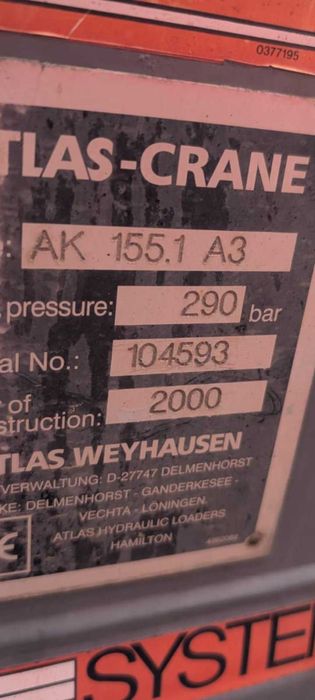 0377195
TLAS-CRANE
: AK 155.1 A3
pressure: 290 bar
al No.: 104593
of
struction: 2000
TLAS WEYHAUSEN
VERWALTUNG: D-27747 DELMENHORST
KE: DELMENHORST - GANDERKESEE -
VECHTA - LÖNINGEN
ATLAS HYDRAULIC LOADERS
HAMILTON
CE
SYSTE